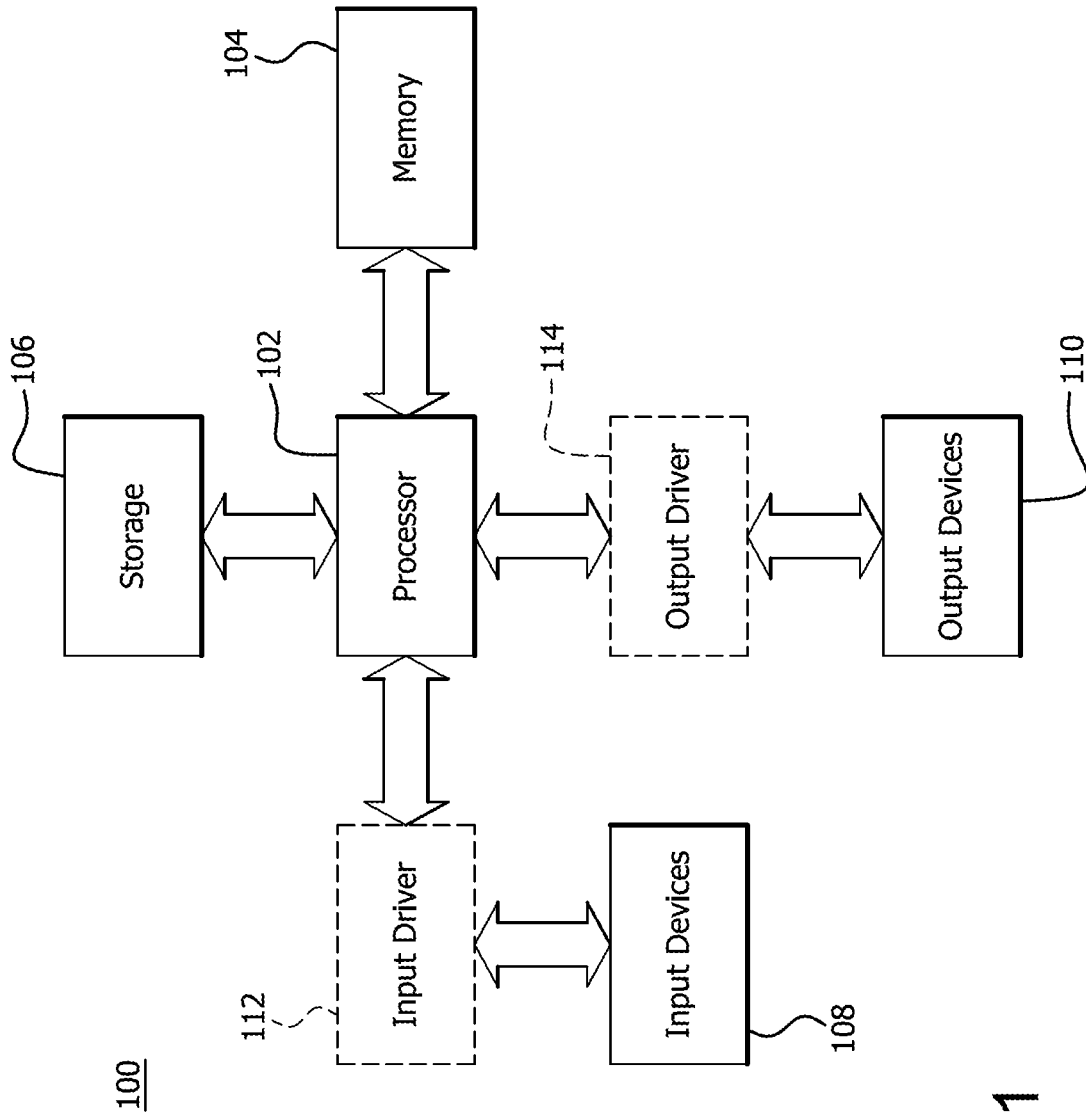 100
106
Storage
104
Memory
102
Processor
112
Input Driver
114
Output Driver
108
Input Devices
110
Output Devices
1